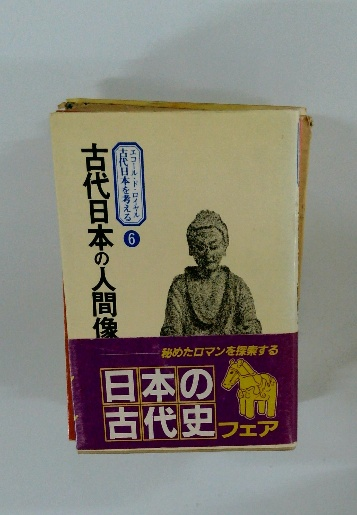 エコール・ド・ロイヤル
古代日本を考える
6
古代日本の人間像
秘めたロマンを探索する
日本の
古代史
フェア